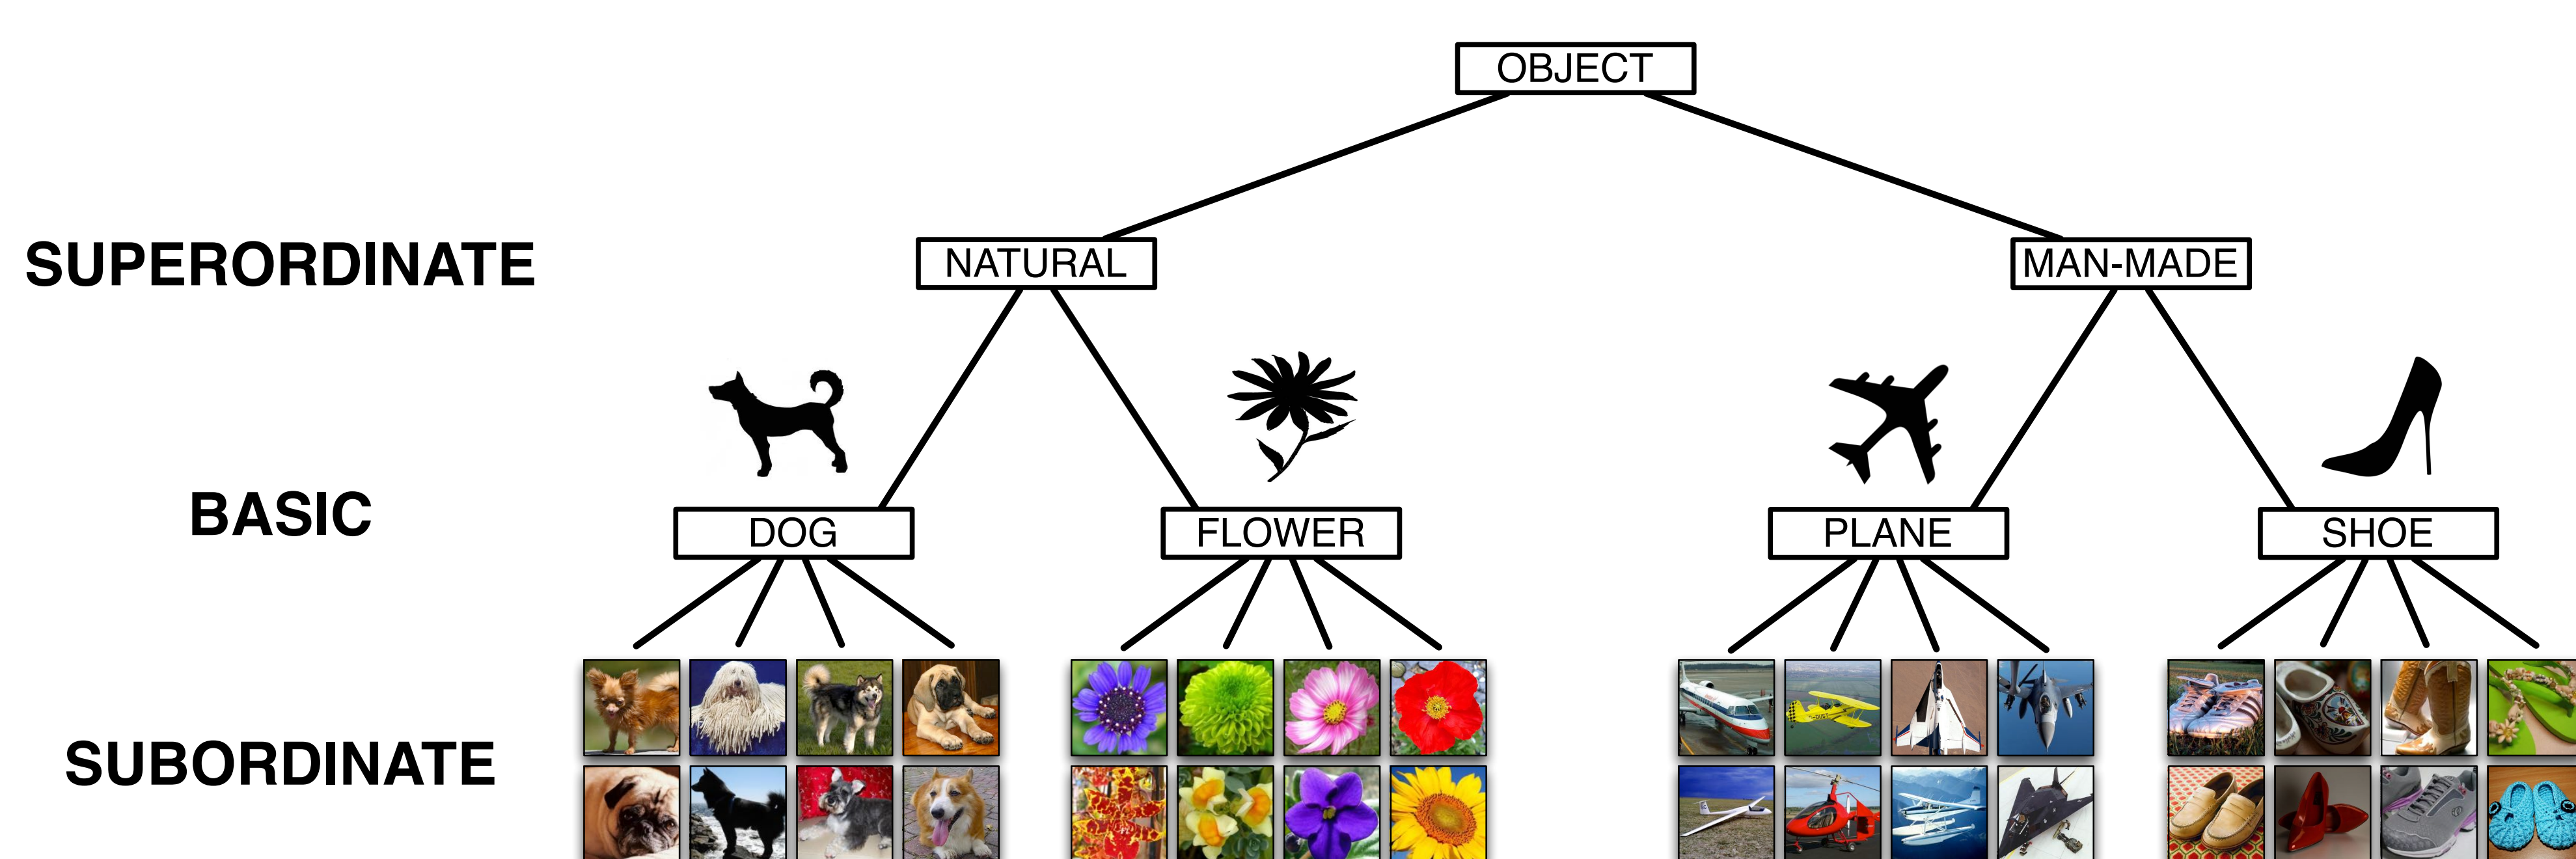 OBJECT
SUPERORDINATE
NATURAL
MAN-MADE
BASIC
DOG
FLOWER
PLANE
SHOE
SUBORDINATE